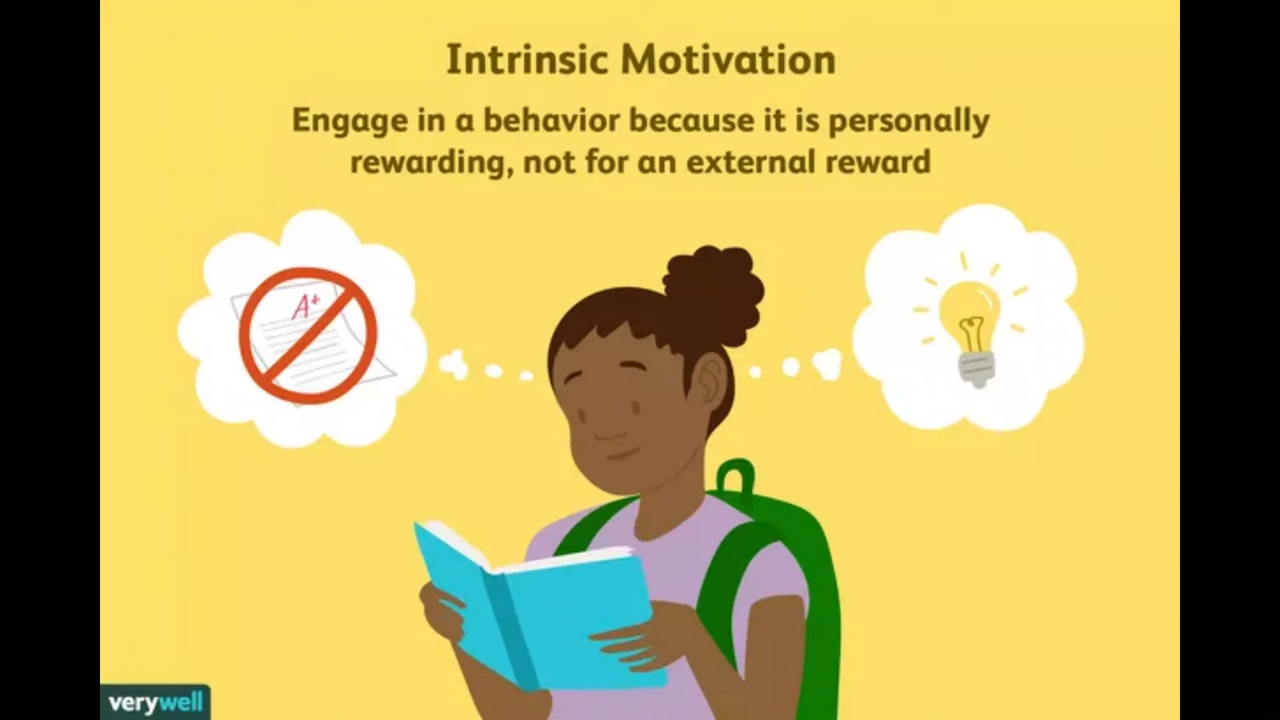 Intrinsic Motivation
Engage in a behavior because it is personally
rewarding, not for an external reward
A+
verywell